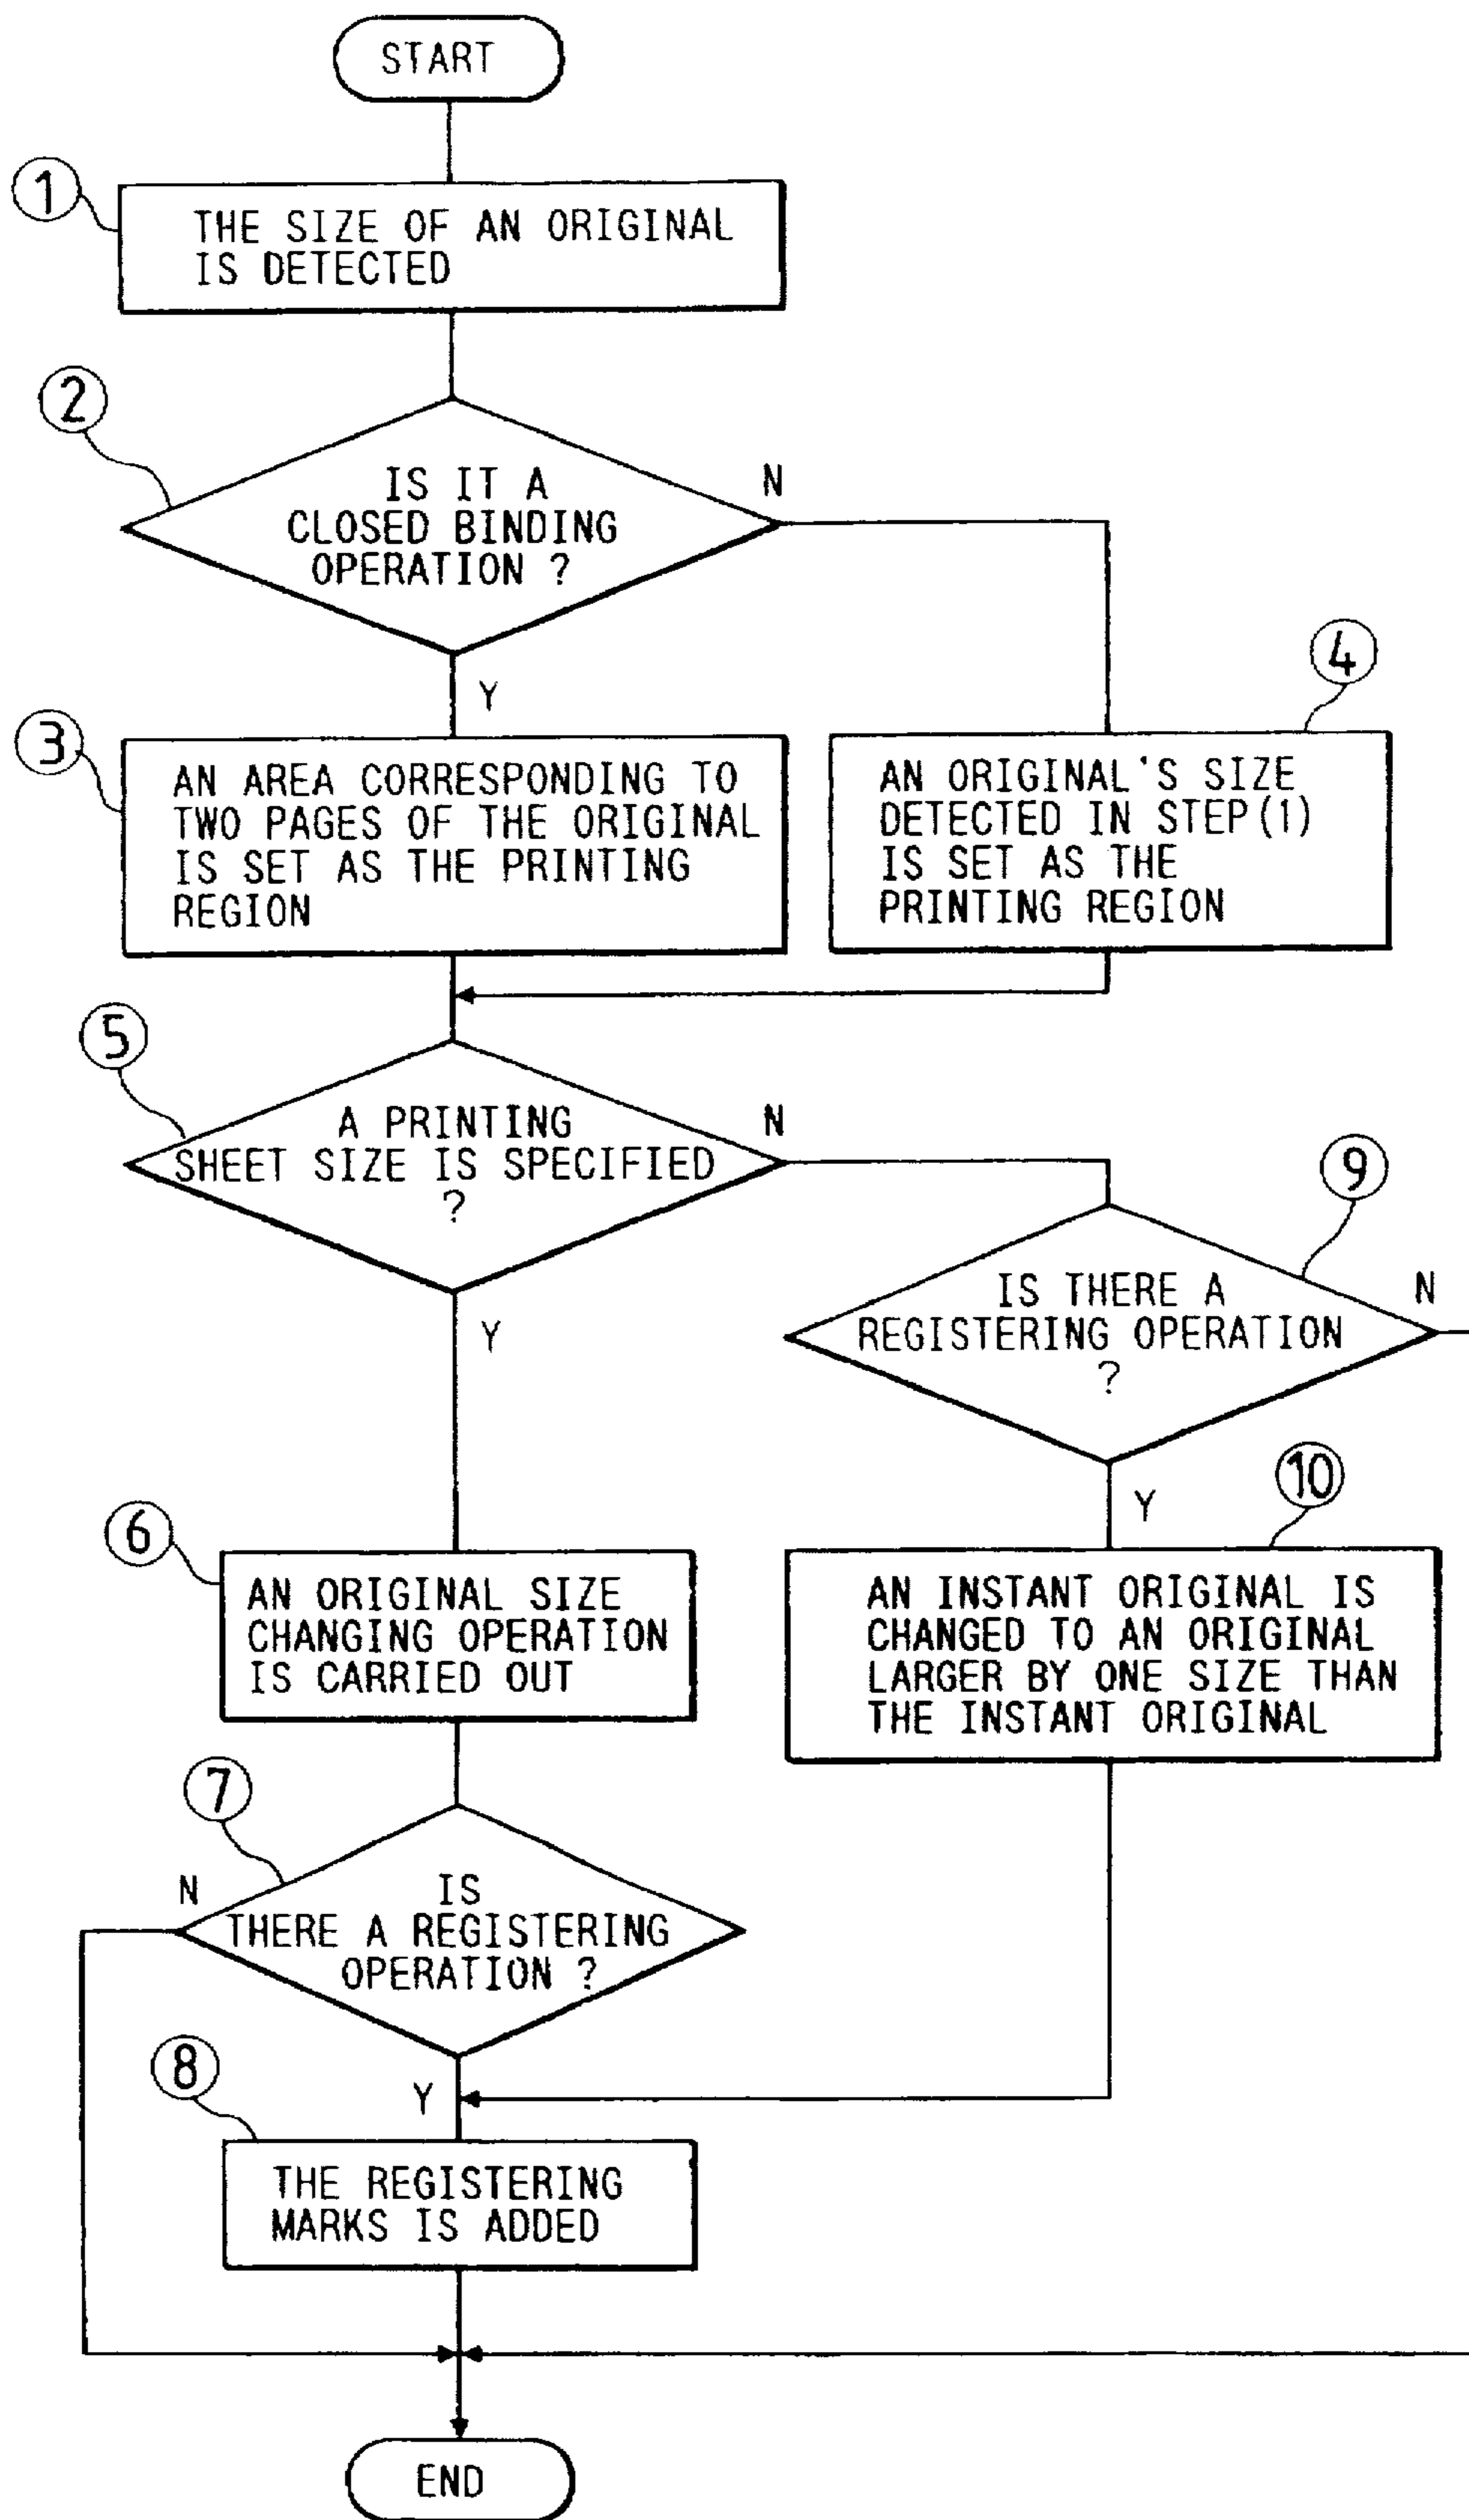 START
1
THE SIZE OF AN ORIGINAL
IS DETECTED
2
IS IT A
CLOSED BINDING
OPERATION ?
N
Y
3
AN AREA CORRESPONDING TO
TWO PAGES OF THE ORIGINAL
IS SET AS THE PRINTING
REGION
4
AN ORIGINAL'S SIZE
DETECTED IN STEP(1)
IS SET AS THE
PRINTING REGION
5
A PRINTING
SHEET SIZE IS SPECIFIED
?
N
Y
9
IS THERE A
REGISTERING OPERATION
?
N
Y
6
AN ORIGINAL SIZE
CHANGING OPERATION
IS CARRIED OUT
10
AN INSTANT ORIGINAL IS
CHANGED TO AN ORIGINAL
LARGER BY ONE SIZE THAN
THE INSTANT ORIGINAL
7
N
IS
THERE A REGISTERING
OPERATION ?
Y
8
THE REGISTERING
MARKS IS ADDED
END